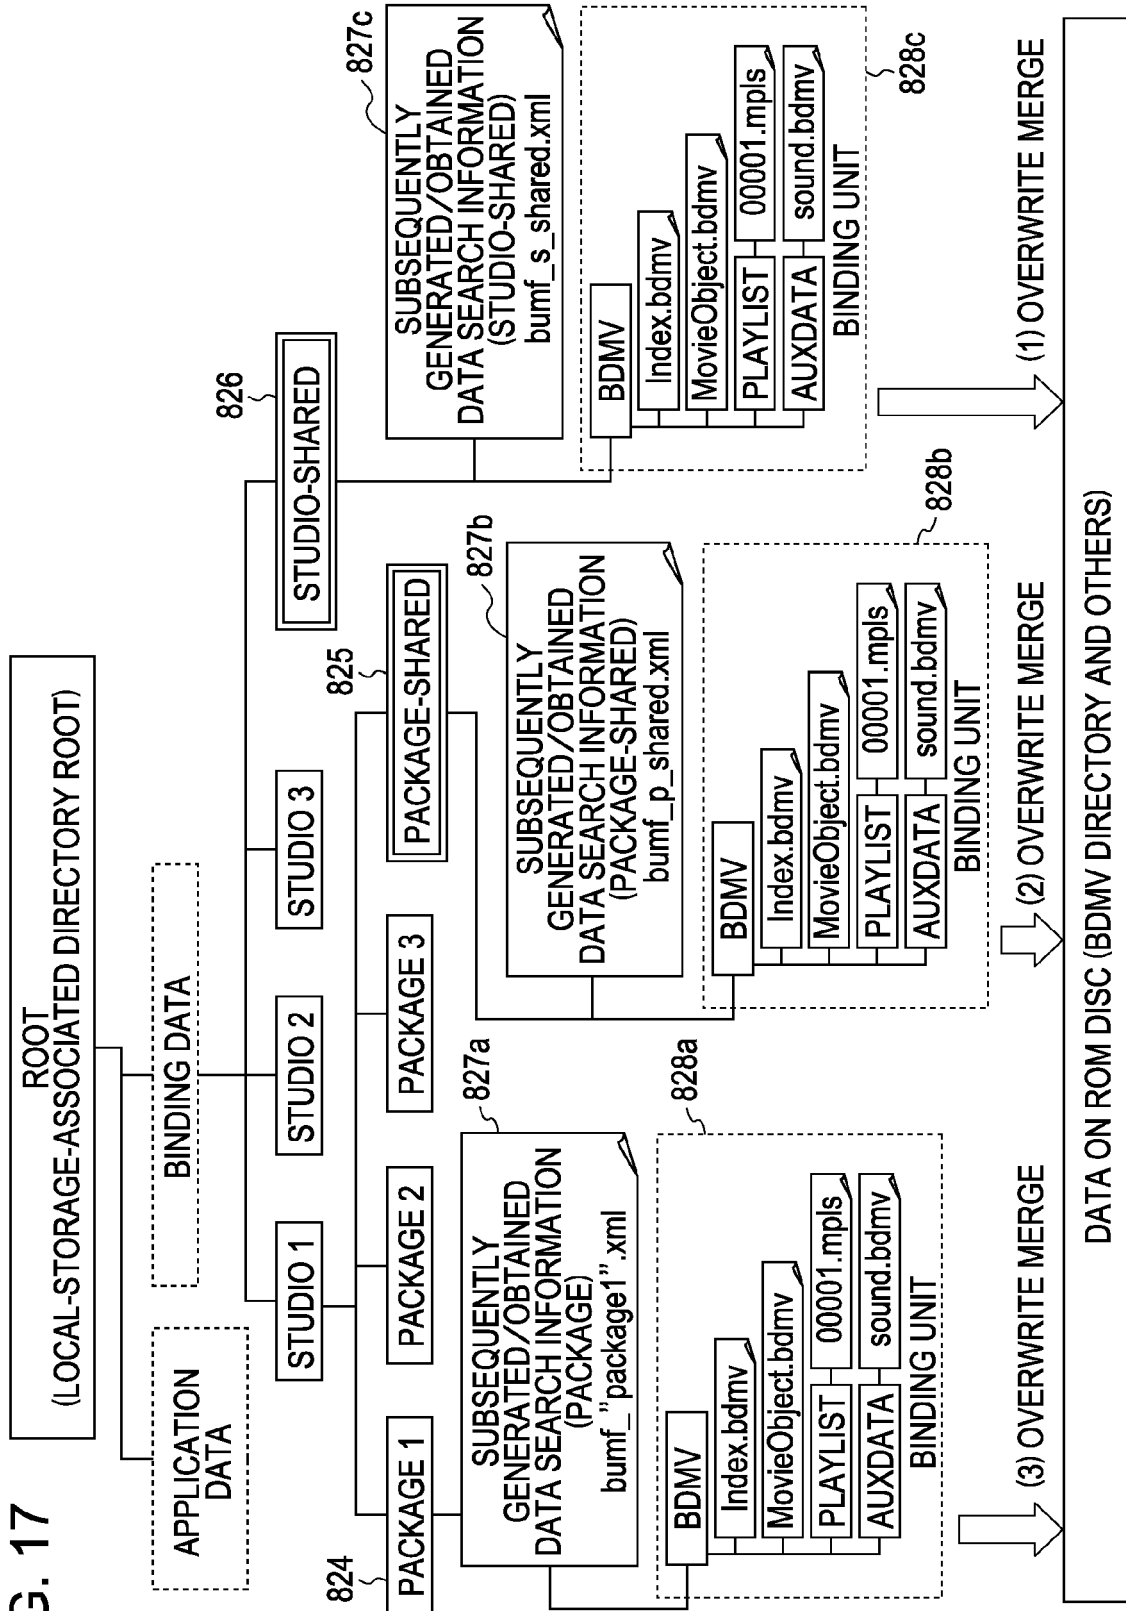 G. 17
ROOT
(LOCAL-STORAGE-ASSOCIATED DIRECTORY ROOT)
APPLICATION
DATA
BINDING DATA
STUDIO 1
STUDIO 2
STUDIO 3
STUDIO-SHARED
826
824
PACKAGE 1
PACKAGE 2
PACKAGE 3
PACKAGE-SHARED
825
SUBSEQUENTLY
GENERATED/OBTAINED
DATA SEARCH INFORMATION
(PACKAGE)
bumf_"package1".xml
827a
SUBSEQUENTLY
GENERATED/OBTAINED
DATA SEARCH INFORMATION
(PACKAGE-SHARED)
bumf_p_shared.xml
827b
SUBSEQUENTLY
GENERATED/OBTAINED
DATA SEARCH INFORMATION
(STUDIO-SHARED)
bumf_s_shared.xml
827c
828a
BDMV
Index.bdmv
MovieObject.bdmv
PLAYLIST
00001.mpls
AUXDATA
sound.bdmv
BINDING UNIT
828b
BDMV
Index.bdmv
MovieObject.bdmv
PLAYLIST
00001.mpls
AUXDATA
sound.bdmv
BINDING UNIT
828c
BDMV
Index.bdmv
MovieObject.bdmv
PLAYLIST
00001.mpls
AUXDATA
sound.bdmv
BINDING UNIT
(3) OVERWRITE MERGE
(2) OVERWRITE MERGE
(1) OVERWRITE MERGE
DATA ON ROM DISC (BDMV DIRECTORY AND OTHERS)